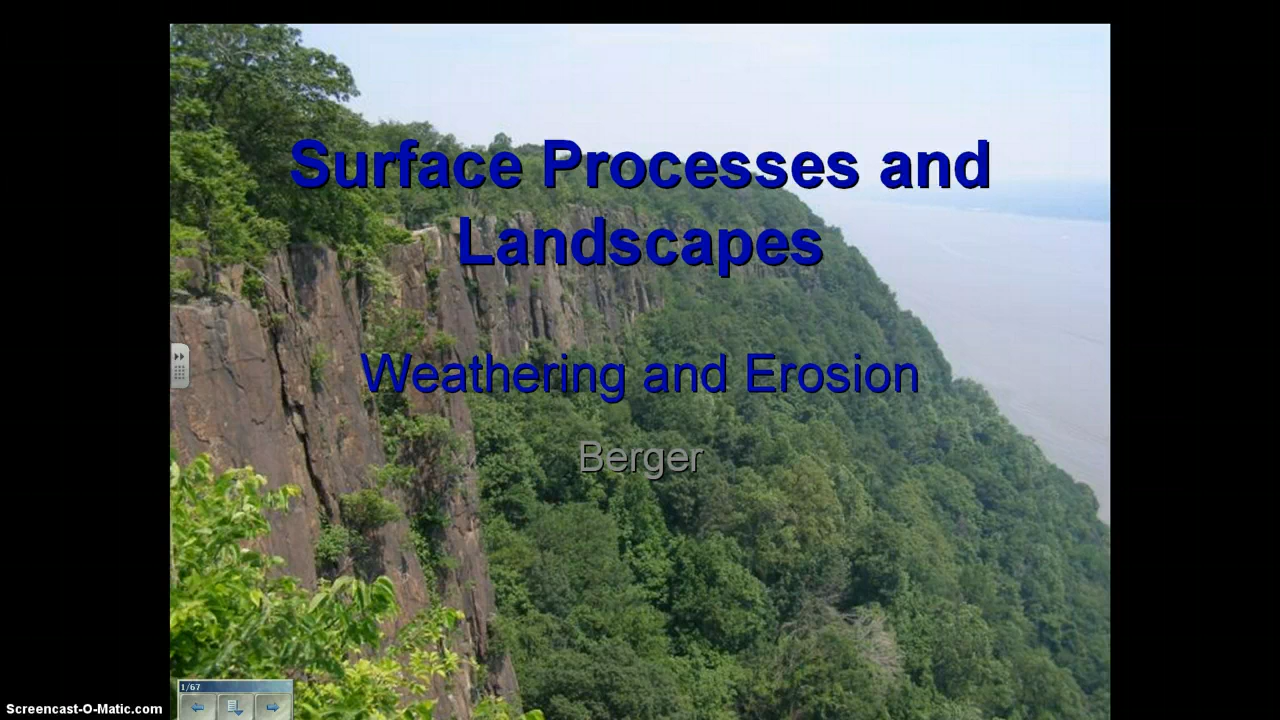 Surface Processes and
Landscapes
Weathering and Erosion
Berger
1/67
Screencast-O-Matic.com